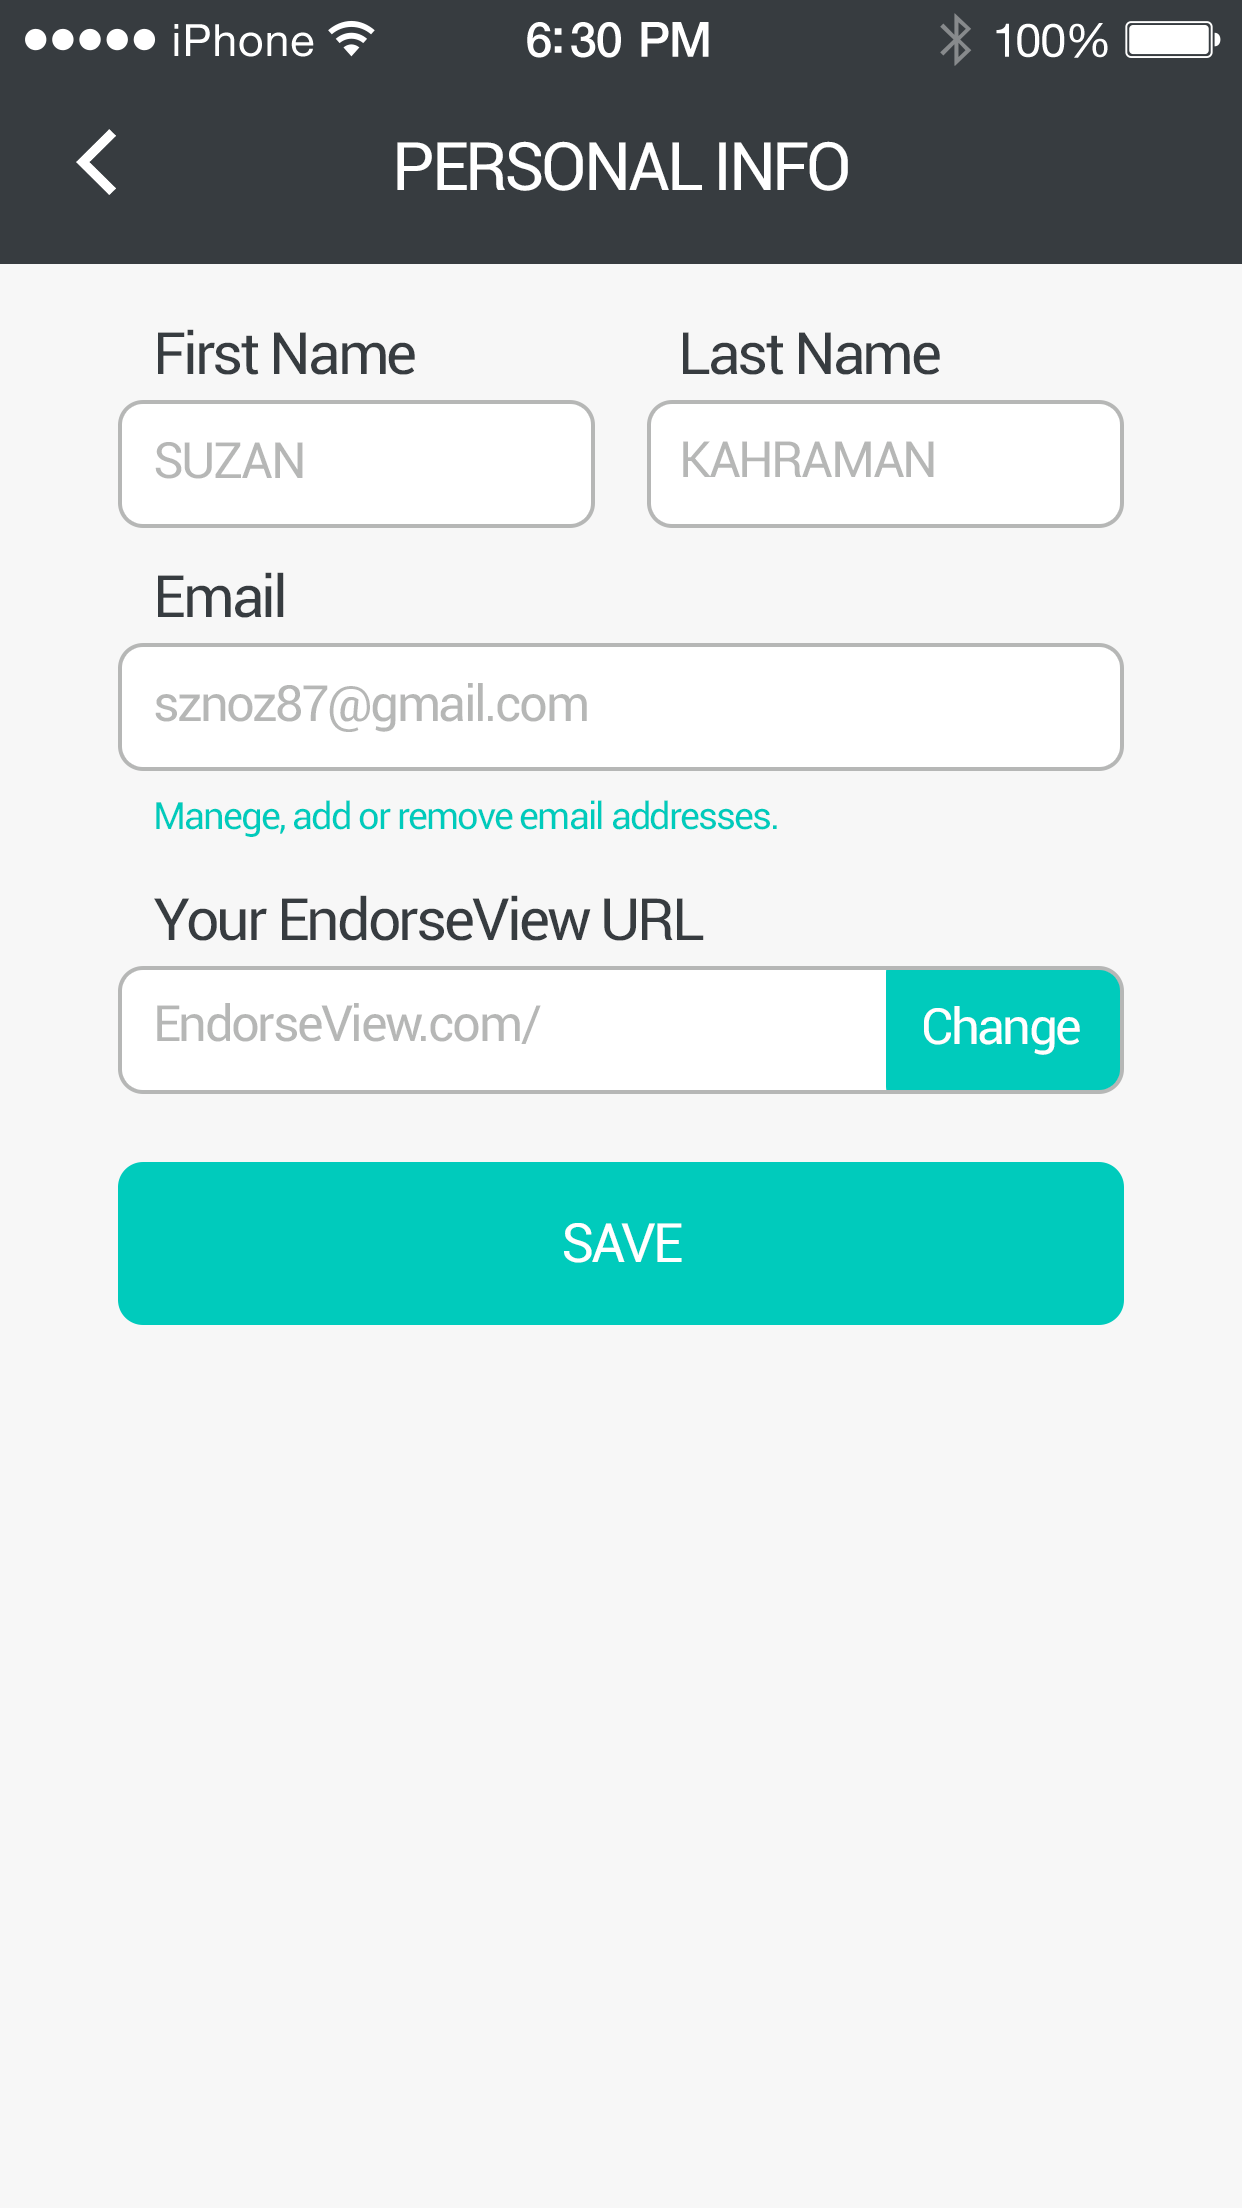 iPhone 6:30 PM 100%
PERSONAL INFO
First Name Last Name
SUZAN KAHRAMAN
Email
sznoz87@gmail.com
Manege, add or remove email addresses.
Your EndorseView URL
EndorseView.com/ Change
SAVE